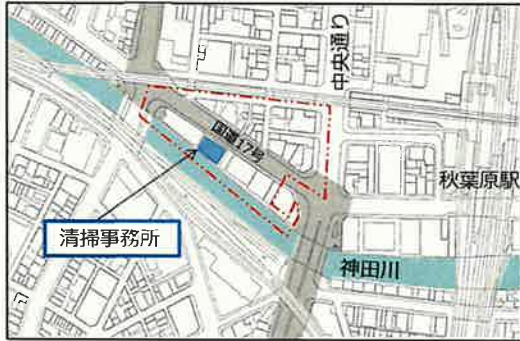 中央通り
国道17号
秋葉原駅
清掃事務所
神田川